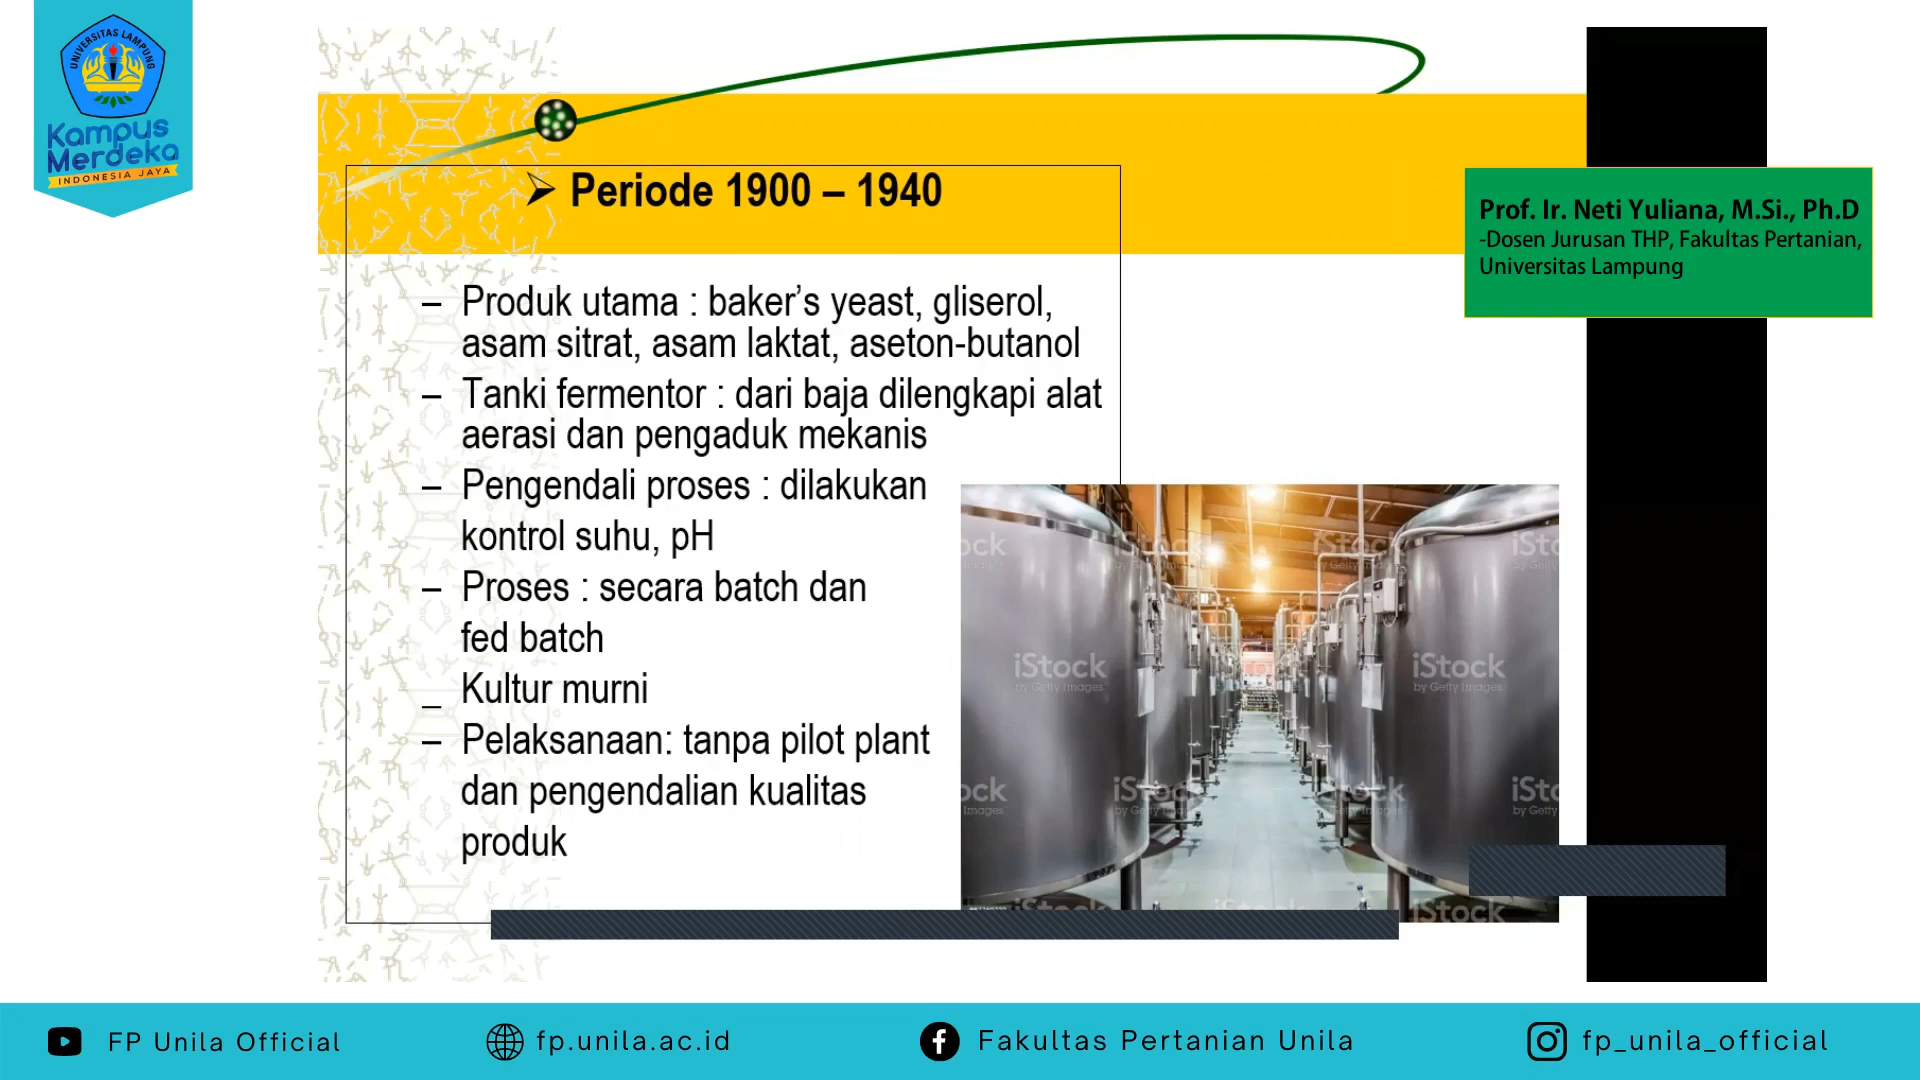 UNIVERSITAS LAMPUNG
Kampus
Merdeka
INDONESIA JAYA
➢ Periode 1900 – 1940
Prof. Ir. Neti Yuliana, M.Si., Ph.D
-Dosen Jurusan THP, Fakultas Pertanian,
Universitas Lampung
– Produk utama : baker’s yeast, gliserol,
asam sitrat, asam laktat, aseton-butanol
– Tanki fermentor : dari baja dilengkapi alat
aerasi dan pengaduk mekanis
– Pengendali proses : dilakukan
kontrol suhu, pH
– Proses : secara batch dan
fed batch
_ Kultur murni
– Pelaksanaan: tanpa pilot plant
dan pengendalian kualitas
produk
iStock
by Getty Images
iStock
by Getty Images
FP Unila Official
fp.unila.ac.id
Fakultas Pertanian Unila
fp_unila_official